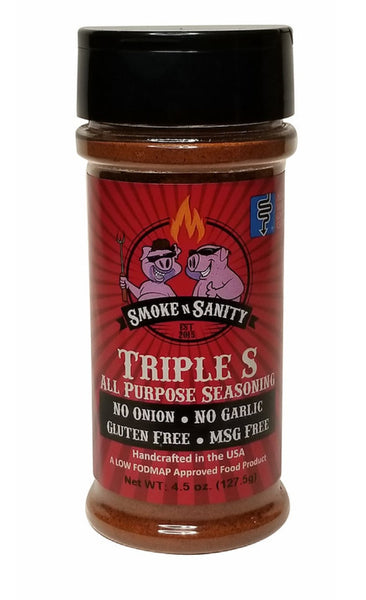 SMOKE N SANITY
EST.
2015
TRIPLE S
ALL PURPOSE SEASONING
NO ONION • NO GARLIC
GLUTEN FREE • MSG FREE
Handcrafted in the USA
A LOW FODMAP Approved Food Product
Net WT: 4.5 oz. (127.5g)